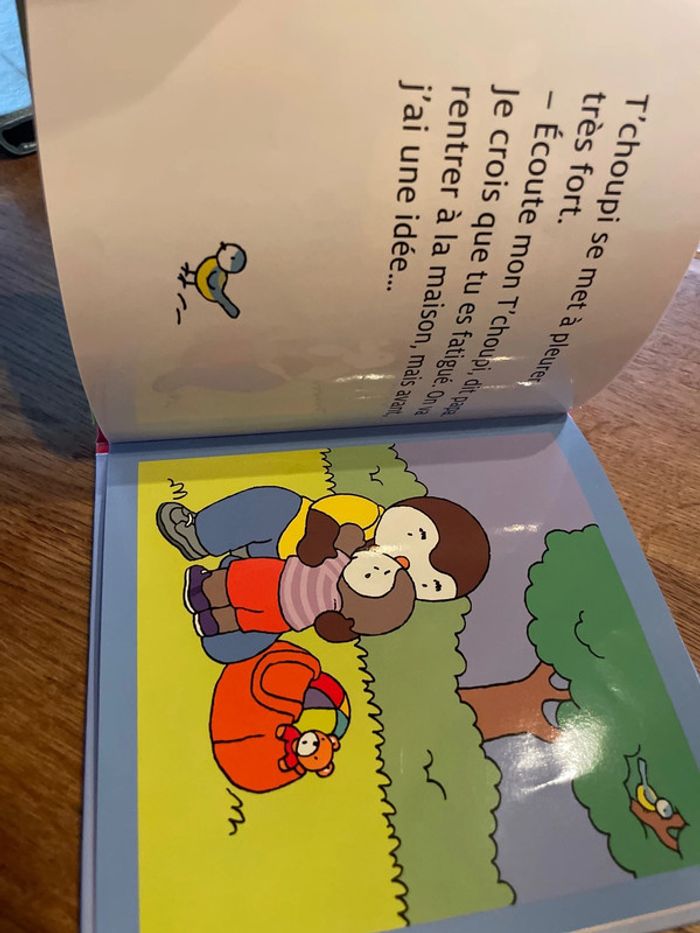 T'choupi se met à pleurer
très fort.
– Écoute mon T'choupi, dit papa.
Je crois que tu es fatigué. On va
rentrer à la maison, mais avant,
j'ai une idée...